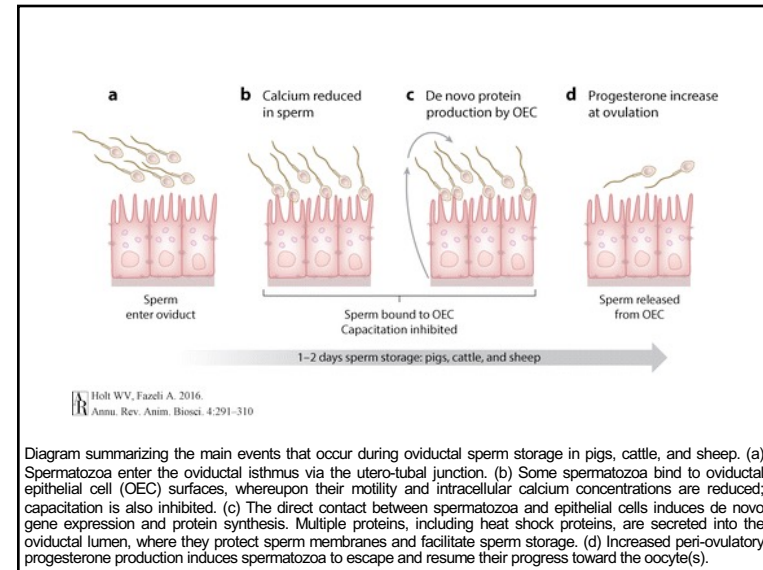 a
b Calcium reduced
in sperm
c De novo protein
production by OEC
d Progesterone increase
at ovulation
Sperm
enter oviduct
Sperm bound to OEC
Capacitation inhibited
Sperm released
from OEC
1–2 days sperm storage: pigs, cattle, and sheep
AR Holt WV, Fazeli A. 2016.
Annu. Rev. Anim. Biosci. 4:291–310
Diagram summarizing the main events that occur during oviductal sperm storage in pigs, cattle, and sheep. (a)
Spermatozoa enter the oviductal isthmus via the utero-tubal junction. (b) Some spermatozoa bind to oviductal
epithelial cell (OEC) surfaces, whereupon their motility and intracellular calcium concentrations are reduced;
capacitation is also inhibited. (c) The direct contact between spermatozoa and epithelial cells induces de novo
gene expression and protein synthesis. Multiple proteins, including heat shock proteins, are secreted into the
oviductal lumen, where they protect sperm membranes and facilitate sperm storage. (d) Increased peri-ovulatory
progesterone production induces spermatozoa to escape and resume their progress toward the oocyte(s).